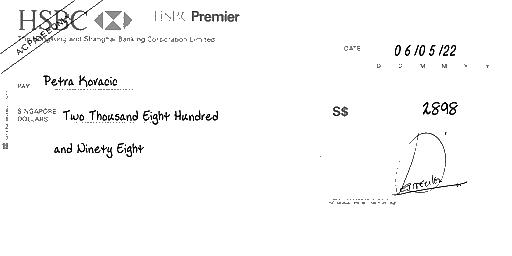 HSBC HSBC Premier
The Hongkong and Shanghai Banking Corporation Limited
A/C PAYEE ONLY
DATE 06/05/22
D D M M Y Y
PAY Petra Kovacic
SINGAPORE DOLLARS Two Thousand Eight Hundred
and Ninety Eight
S$ 2898